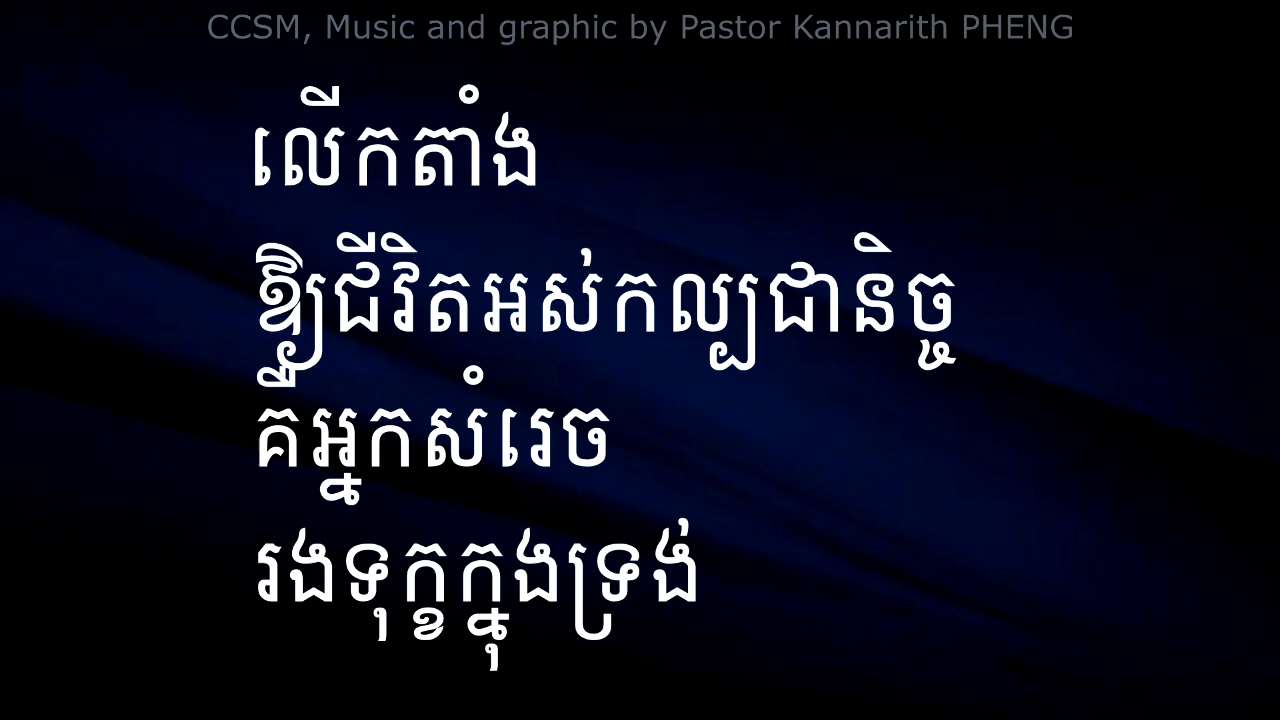 CCSM, Music and graphic by Pastor Kannarith PHENG
លើកតាំង
ឱ្យជីវិតអស់កល្បជានិច្ច
គឺអ្នកសំរេច
រងទុក្ខក្នុងទ្រង់